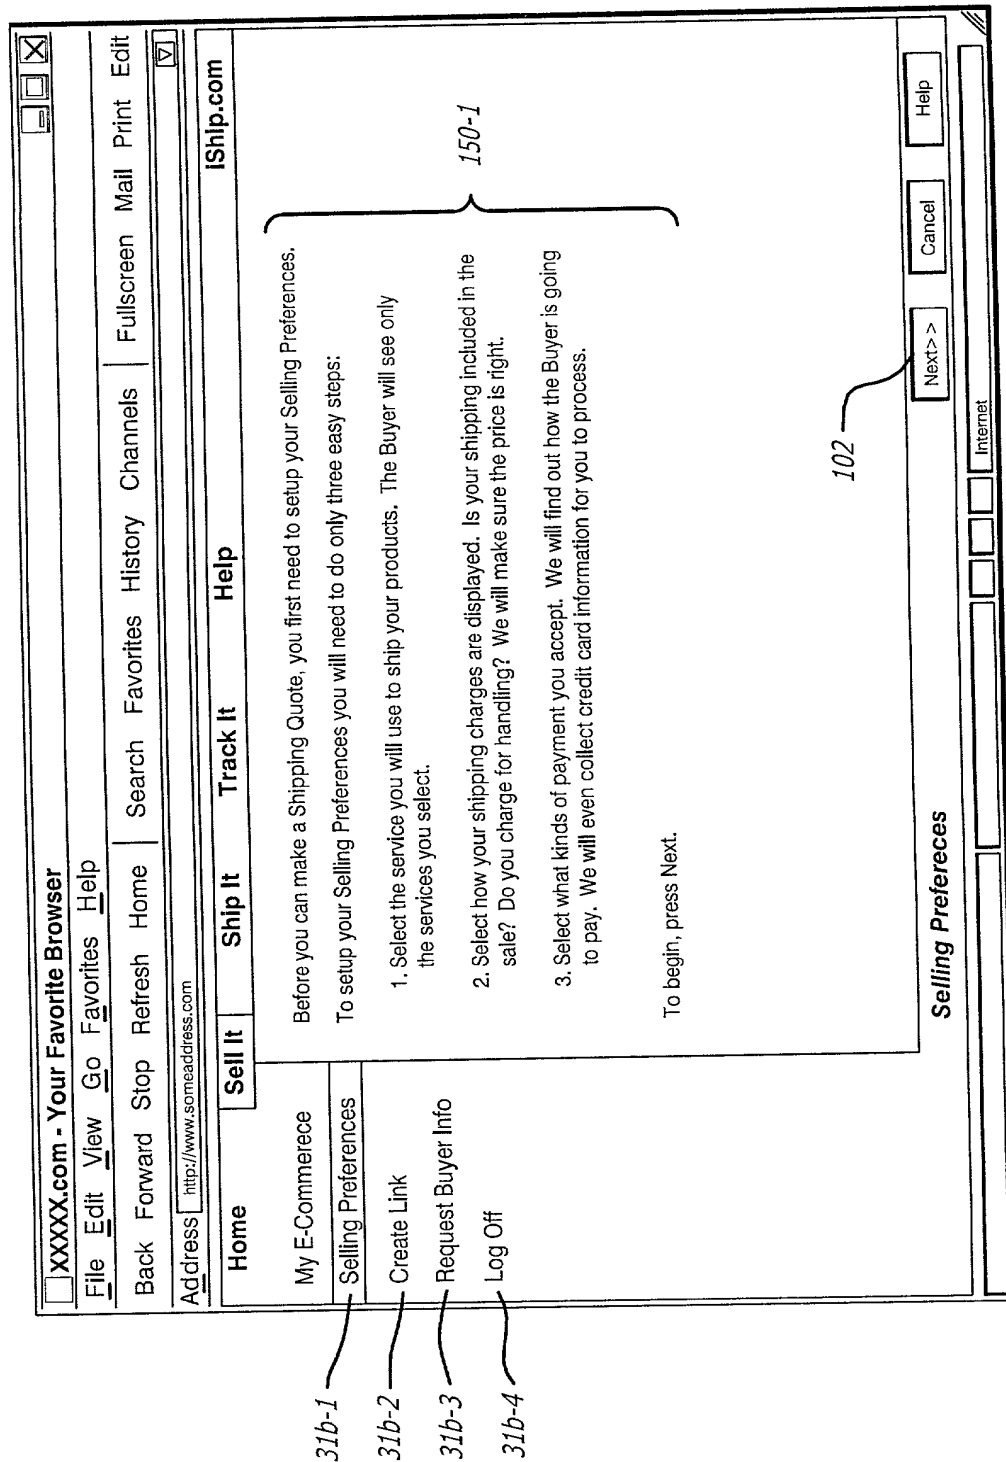 XXXXX.com - Your Favorite Browser
File Edit View Go Favorites Help
Back Forward Stop Refresh Home Search Favorites History Channels Fullscreen Mail Print Edit
Address http://www.someaddress.com
Home Sell It Ship It Track It Help iShip.com
My E-Commerece
Selling Preferences
Create Link
Request Buyer Info
Log Off
31b-1
31b-2
31b-3
31b-4
Before you can make a Shipping Quote, you first need to setup your Selling Preferences.
To setup your Selling Preferences you will need to do only three easy steps:
1. Select the service you will use to ship your products. The Buyer will see only
the services you select.
2. Select how your shipping charges are displayed. Is your shipping included in the
sale? Do you charge for handling? We will make sure the price is right.
3. Select what kinds of payment you accept. We will find out how the Buyer is going
to pay. We will even collect credit card information for you to process.
To begin, press Next.
150-1
102
Selling Prefereces
Next> >
Cancel
Help
Internet